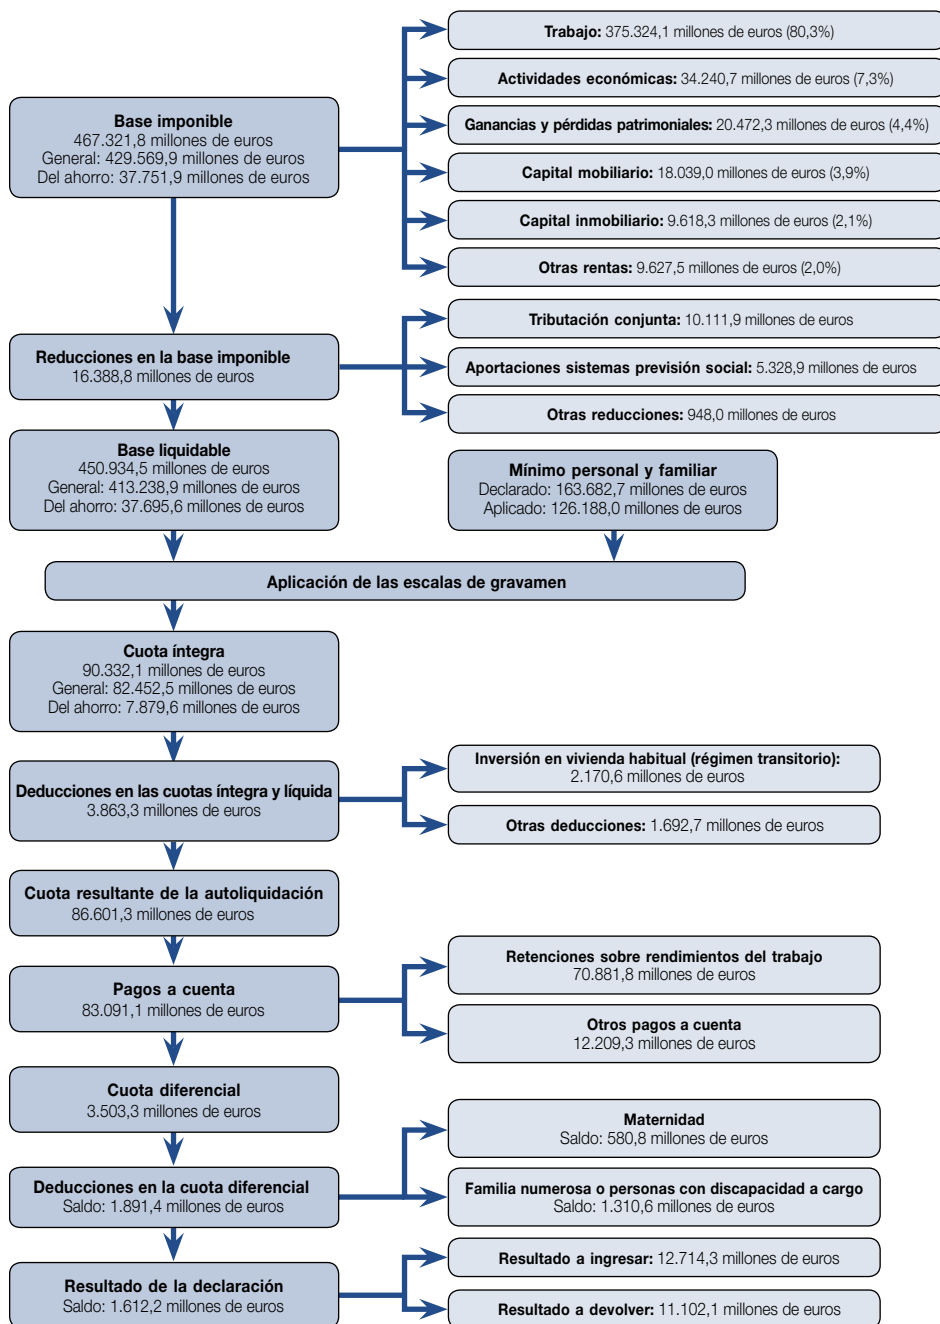 Trabajo: 375.324,1 millones de euros (80,3%)
Actividades económicas: 34.240,7 millones de euros (7,3%)
Base imponible
467.321,8 millones de euros
General: 429.569,9 millones de euros
Del ahorro: 37.751,9 millones de euros
Ganancias y pérdidas patrimoniales: 20.472,3 millones de euros (4,4%)
Capital mobiliario: 18.039,0 millones de euros (3,9%)
Capital inmobiliario: 9.618,3 millones de euros (2,1%)
Otras rentas: 9.627,5 millones de euros (2,0%)
Reducciones en la base imponible
16.388,8 millones de euros
Tributación conjunta: 10.111,9 millones de euros
Aportaciones sistemas previsión social: 5.328,9 millones de euros
Otras reducciones: 948,0 millones de euros
Base liquidable
450.934,5 millones de euros
General: 413.238,9 millones de euros
Del ahorro: 37.695,6 millones de euros
Mínimo personal y familiar
Declarado: 163.682,7 millones de euros
Aplicado: 126.188,0 millones de euros
Aplicación de las escalas de gravamen
Cuota íntegra
90.332,1 millones de euros
General: 82.452,5 millones de euros
Del ahorro: 7.879,6 millones de euros
Deducciones en las cuotas íntegra y líquida
3.863,3 millones de euros
Inversión en vivienda habitual (régimen transitorio):
2.170,6 millones de euros
Otras deducciones: 1.692,7 millones de euros
Cuota resultante de la autoliquidación
86.601,3 millones de euros
Pagos a cuenta
83.091,1 millones de euros
Retenciones sobre rendimientos del trabajo
70.881,8 millones de euros
Otros pagos a cuenta
12.209,3 millones de euros
Cuota diferencial
3.503,3 millones de euros
Maternidad
Saldo: 580,8 millones de euros
Deducciones en la cuota diferencial
Saldo: 1.891,4 millones de euros
Familia numerosa o personas con discapacidad a cargo
Saldo: 1.310,6 millones de euros
Resultado de la declaración
Saldo: 1.612,2 millones de euros
Resultado a ingresar: 12.714,3 millones de euros
Resultado a devolver: 11.102,1 millones de euros